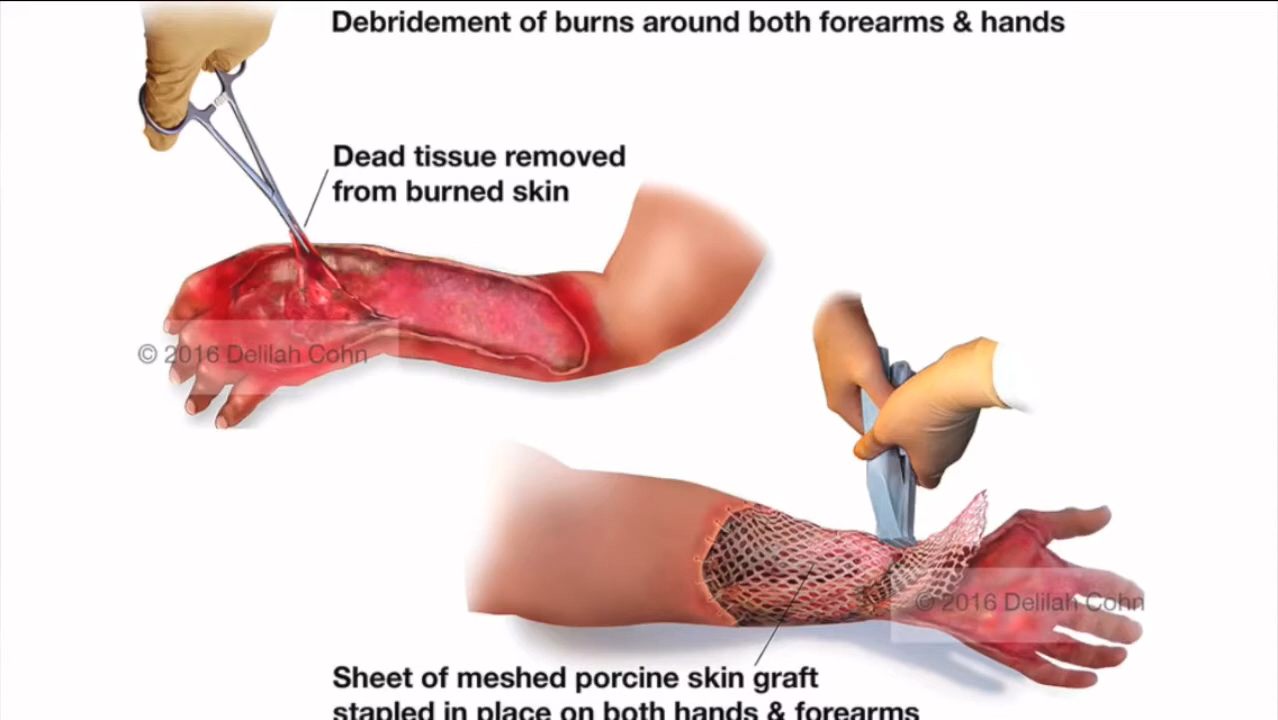 Debridement of burns around both forearms & hands
Dead tissue removed
from burned skin
© 2016 Delilah Cohn
© 2016 Delilah Cohn
Sheet of meshed porcine skin graft
stapled in place on both hands & forearms